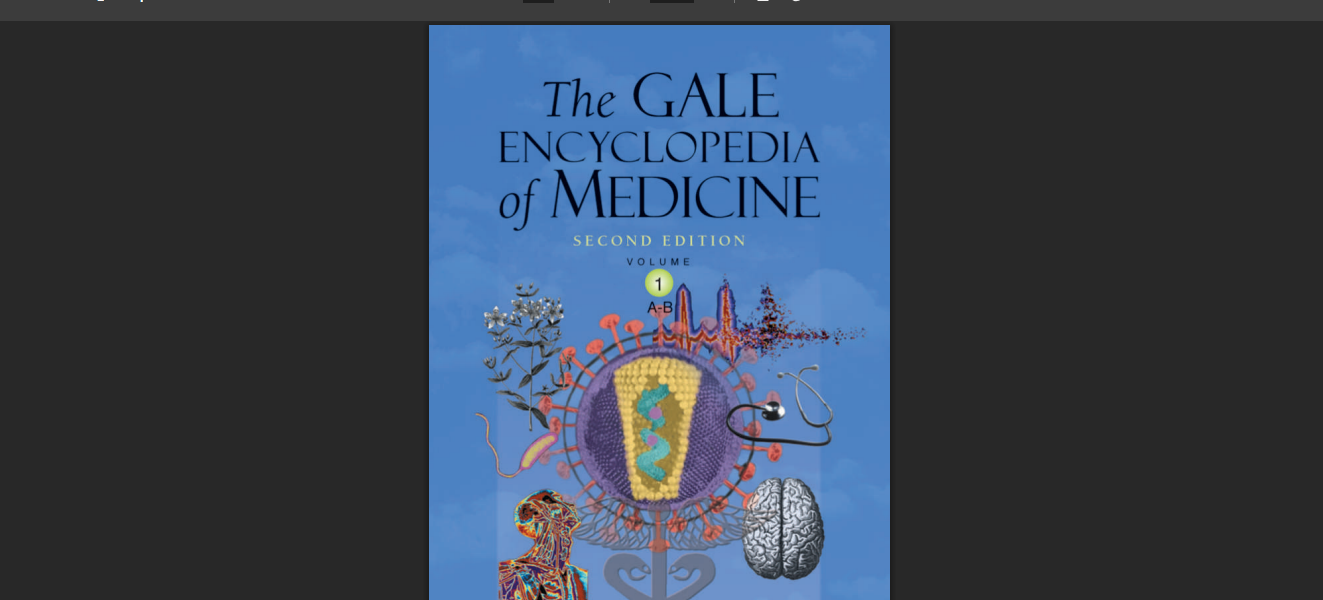 The GALE
ENCYCLOPEDIA
of MEDICINE
SECOND EDITION
VOLUME
1
A-B